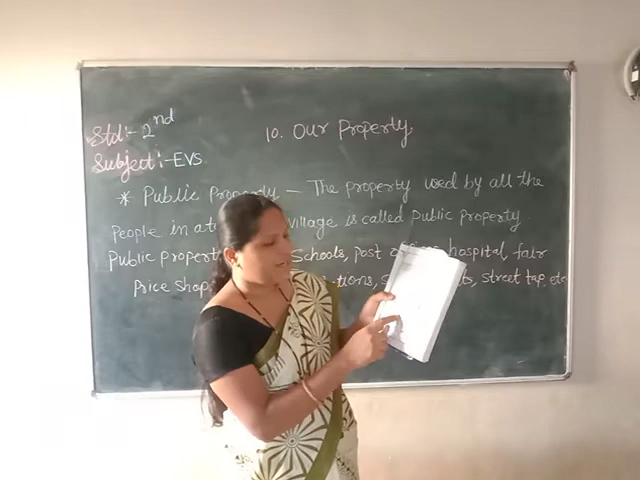 Std:- 2nd
10. Our Property
Subject:- EVS
* Public Property — The property used by all the
People in a village is called public property.
Public propert Schools, post hospital, fair
Price shop tions, street tap, etc